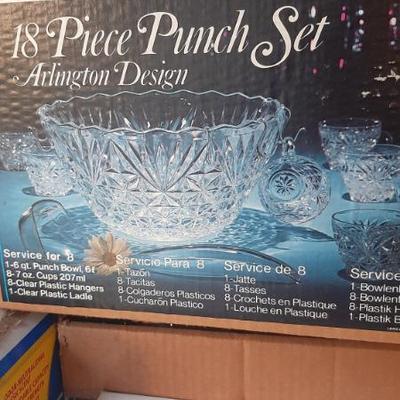 18 Piece Punch Set
Arlington Design
Service for 8
1-6 qt. Punch Bowl, 6ℓ
8-7 oz. Cups 207ml
8-Clear Plastic Hangers
1-Clear Plastic Ladle
Servicio Para 8
1-Tazón
8-Tacitas
8-Colgaderos Plasticos
1-Cucharón Plastico
Service de 8
1-Jatte
8-Tasses
8-Crochets en Plastique
1-Louche en Plastique
Service
1-Bowlen
8-Bowlenf
8-Plastik H
1-Plastik B